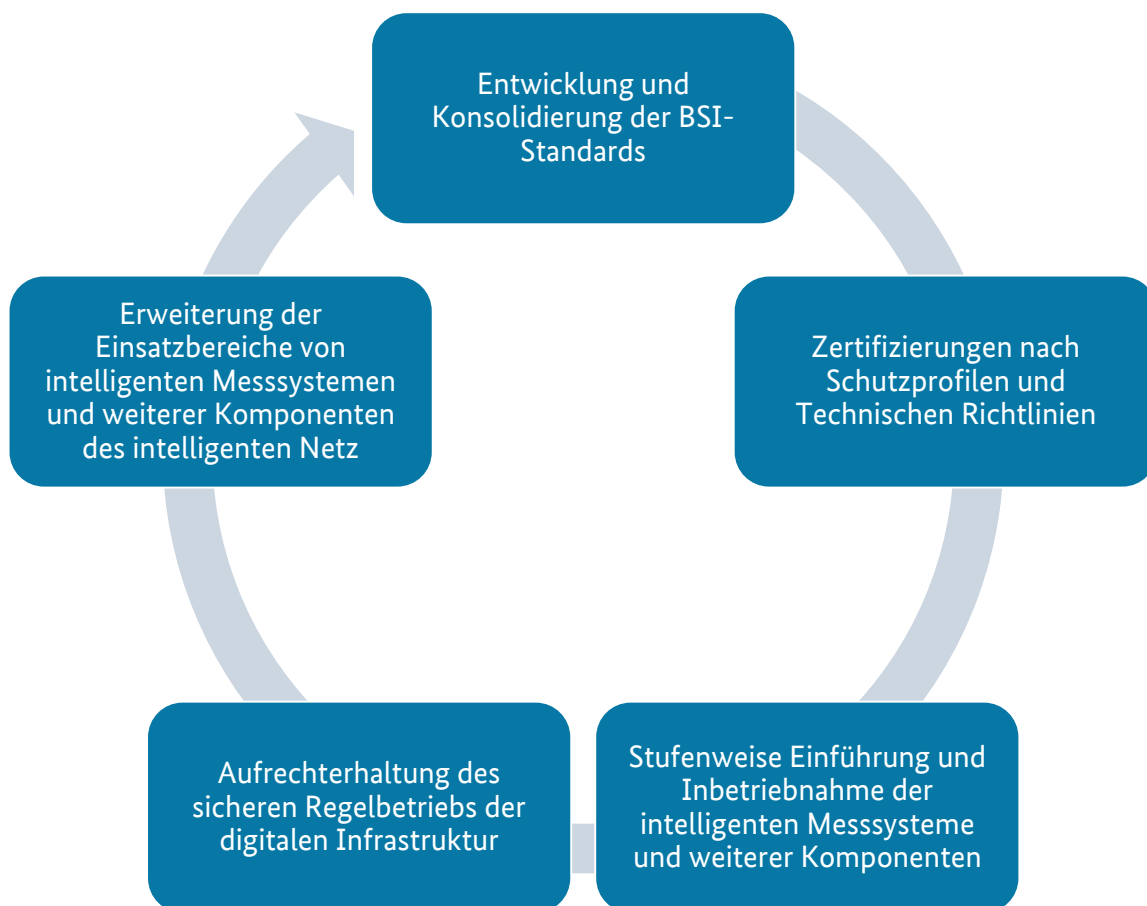 Entwicklung und
Konsolidierung der BSI-
Standards
Zertifizierungen nach
Schutzprofilen und
Technischen Richtlinien
Stufenweise Einführung und
Inbetriebnahme der
intelligenten Messsysteme
und weiterer Komponenten
Aufrechterhaltung des
sicheren Regelbetriebs der
digitalen Infrastruktur
Erweiterung der
Einsatzbereiche von
intelligenten Messsystemen
und weiterer Komponenten
des intelligenten Netz